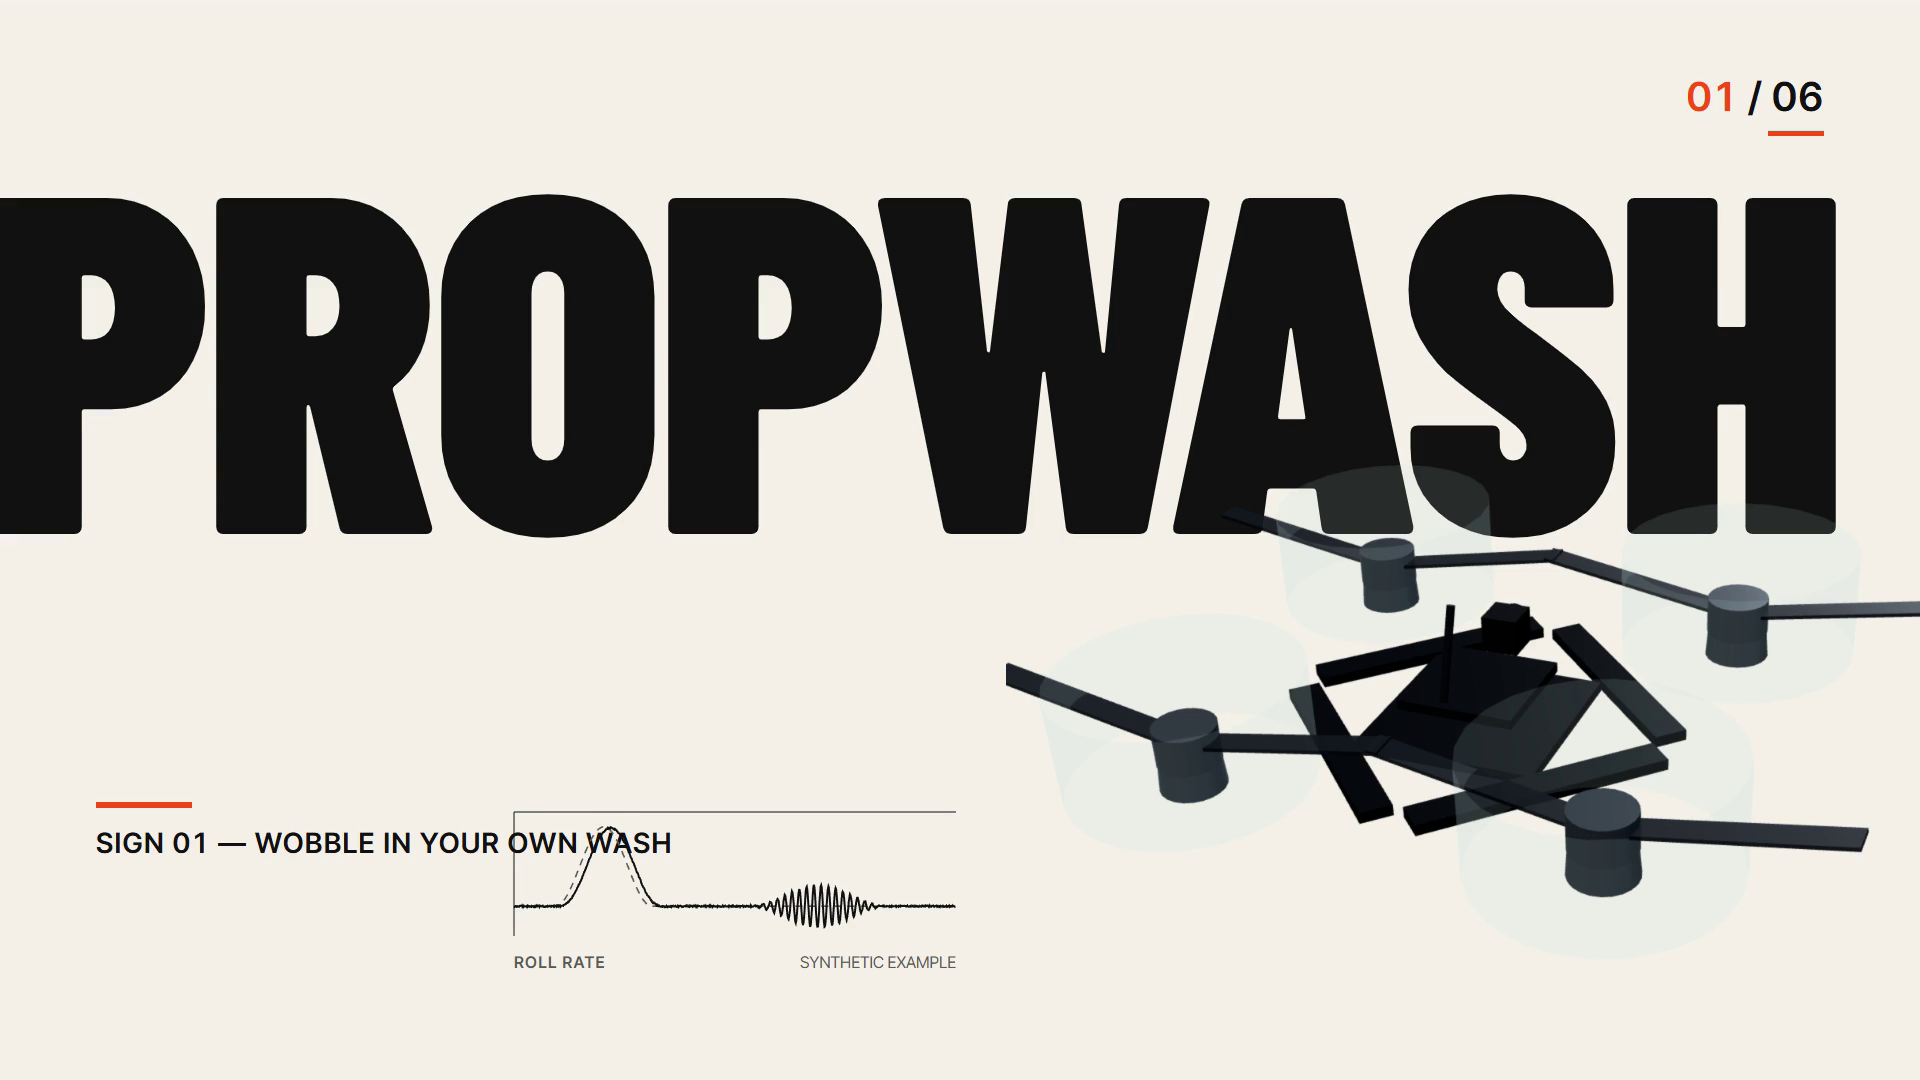 01 / 06
PROPWASH
SIGN 01 — WOBBLE IN YOUR OWN WASH
ROLL RATE
SYNTHETIC EXAMPLE